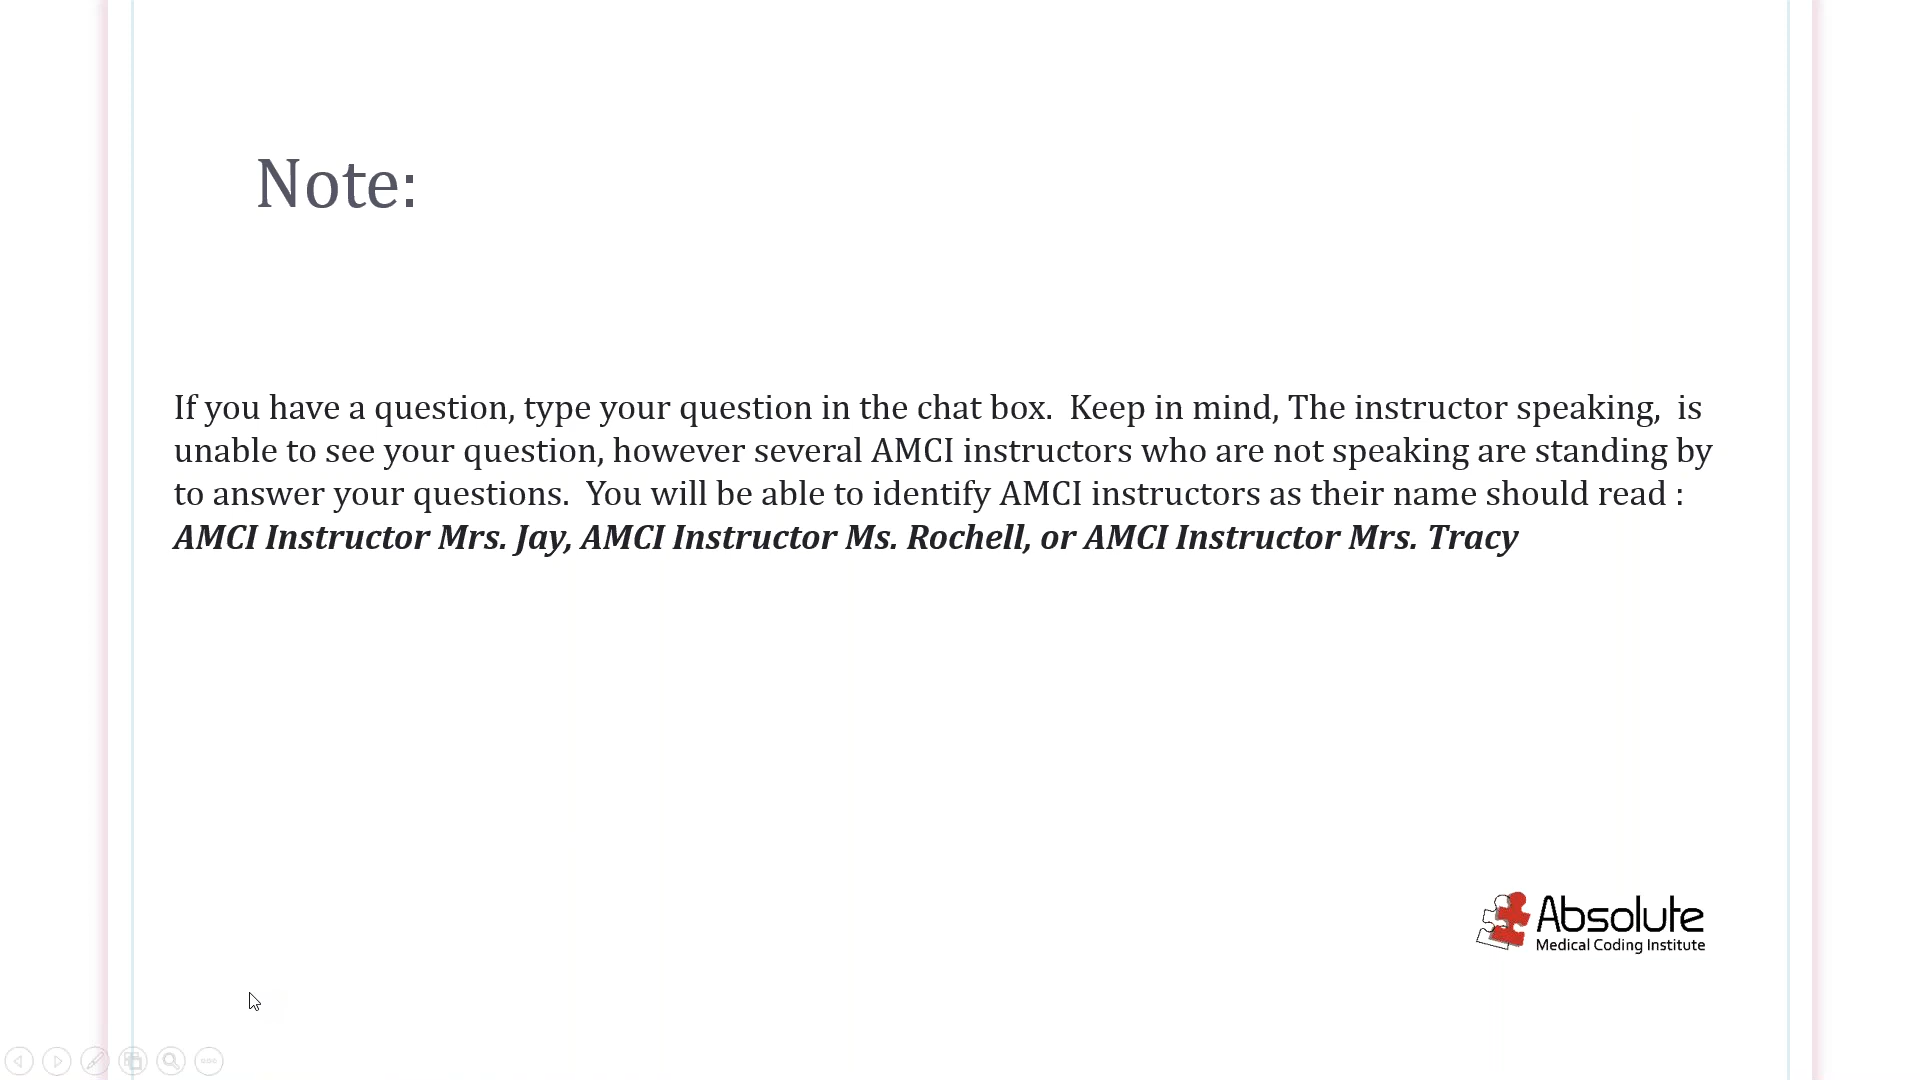 Note:
If you have a question, type your question in the chat box.  Keep in mind, The instructor speaking,  is
unable to see your question, however several AMCI instructors who are not speaking are standing by
to answer your questions.  You will be able to identify AMCI instructors as their name should read :
AMCI Instructor Mrs. Jay, AMCI Instructor Ms. Rochell, or AMCI Instructor Mrs. Tracy
Absolute
Medical Coding Institute